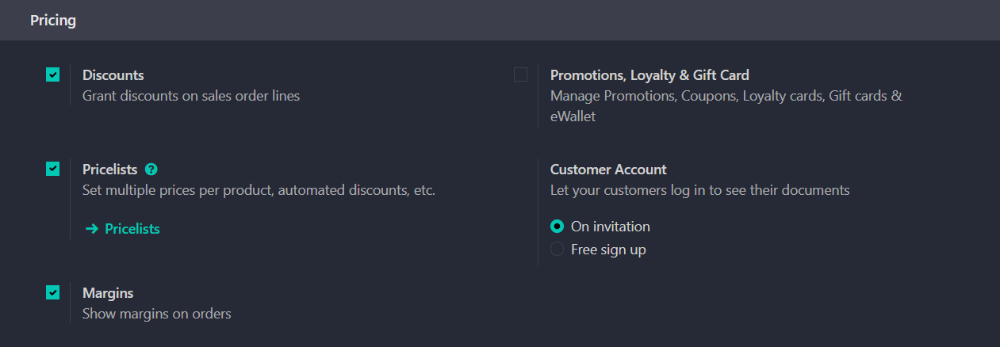 Pricing
Discounts
Grant discounts on sales order lines
Promotions, Loyalty & Gift Card
Manage Promotions, Coupons, Loyalty cards, Gift cards &
eWallet
Pricelists ?
Set multiple prices per product, automated discounts, etc.
→ Pricelists
Customer Account
Let your customers log in to see their documents
On invitation
Free sign up
Margins
Show margins on orders